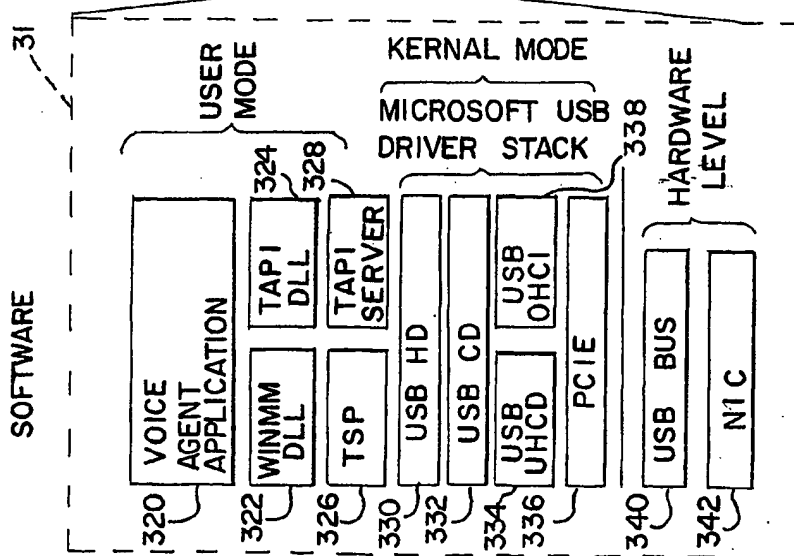 SOFTWARE
31
USER
MODE
KERNAL MODE
MICROSOFT USB
DRIVER STACK
HARDWARE
LEVEL
320
VOICE
AGENT
APPLICATION
322
WINMM
DLL
324
TAPI
DLL
326
TSP
328
TAPI
SERVER
330
USB HD
332
USB CD
334
USB
UHCD
338
USB
OHCI
336
PCIE
340
USB BUS
342
NIC